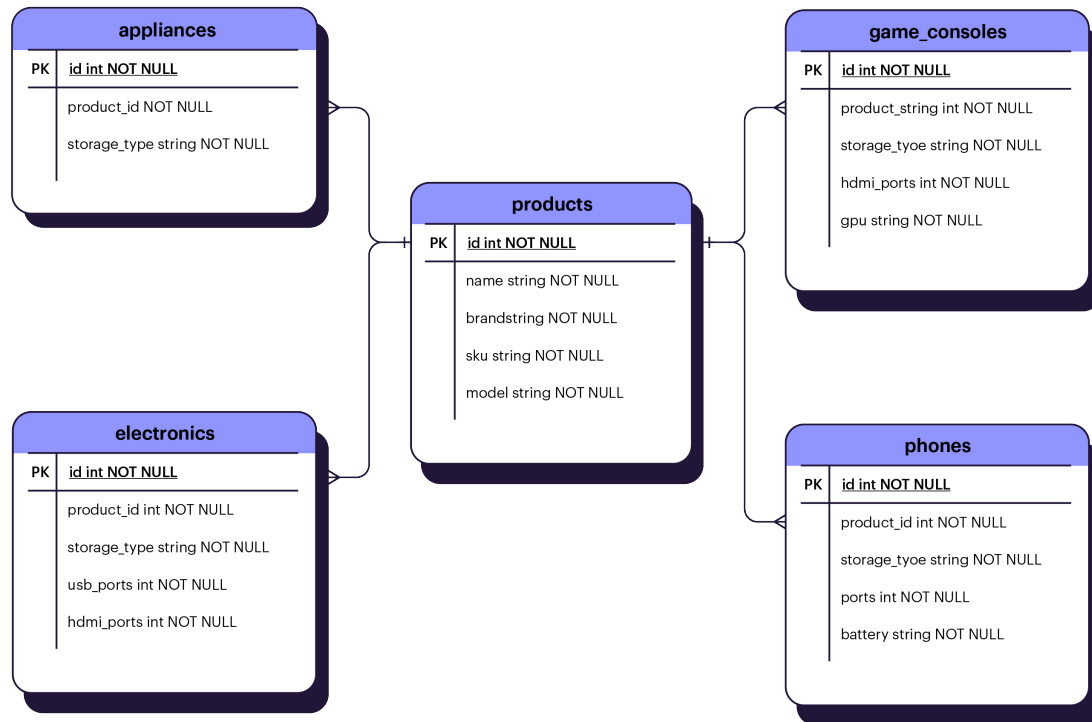 appliances
PK id int NOT NULL
product_id NOT NULL
storage_type string NOT NULL
game_consoles
PK id int NOT NULL
product_string int NOT NULL
storage_tyoe string NOT NULL
hdmi_ports int NOT NULL
gpu string NOT NULL
products
PK id int NOT NULL
name string NOT NULL
brandstring NOT NULL
sku string NOT NULL
model string NOT NULL
electronics
PK id int NOT NULL
product_id int NOT NULL
storage_type string NOT NULL
usb_ports int NOT NULL
hdmi_ports int NOT NULL
phones
PK id int NOT NULL
product_id int NOT NULL
storage_tyoe string NOT NULL
ports int NOT NULL
battery string NOT NULL